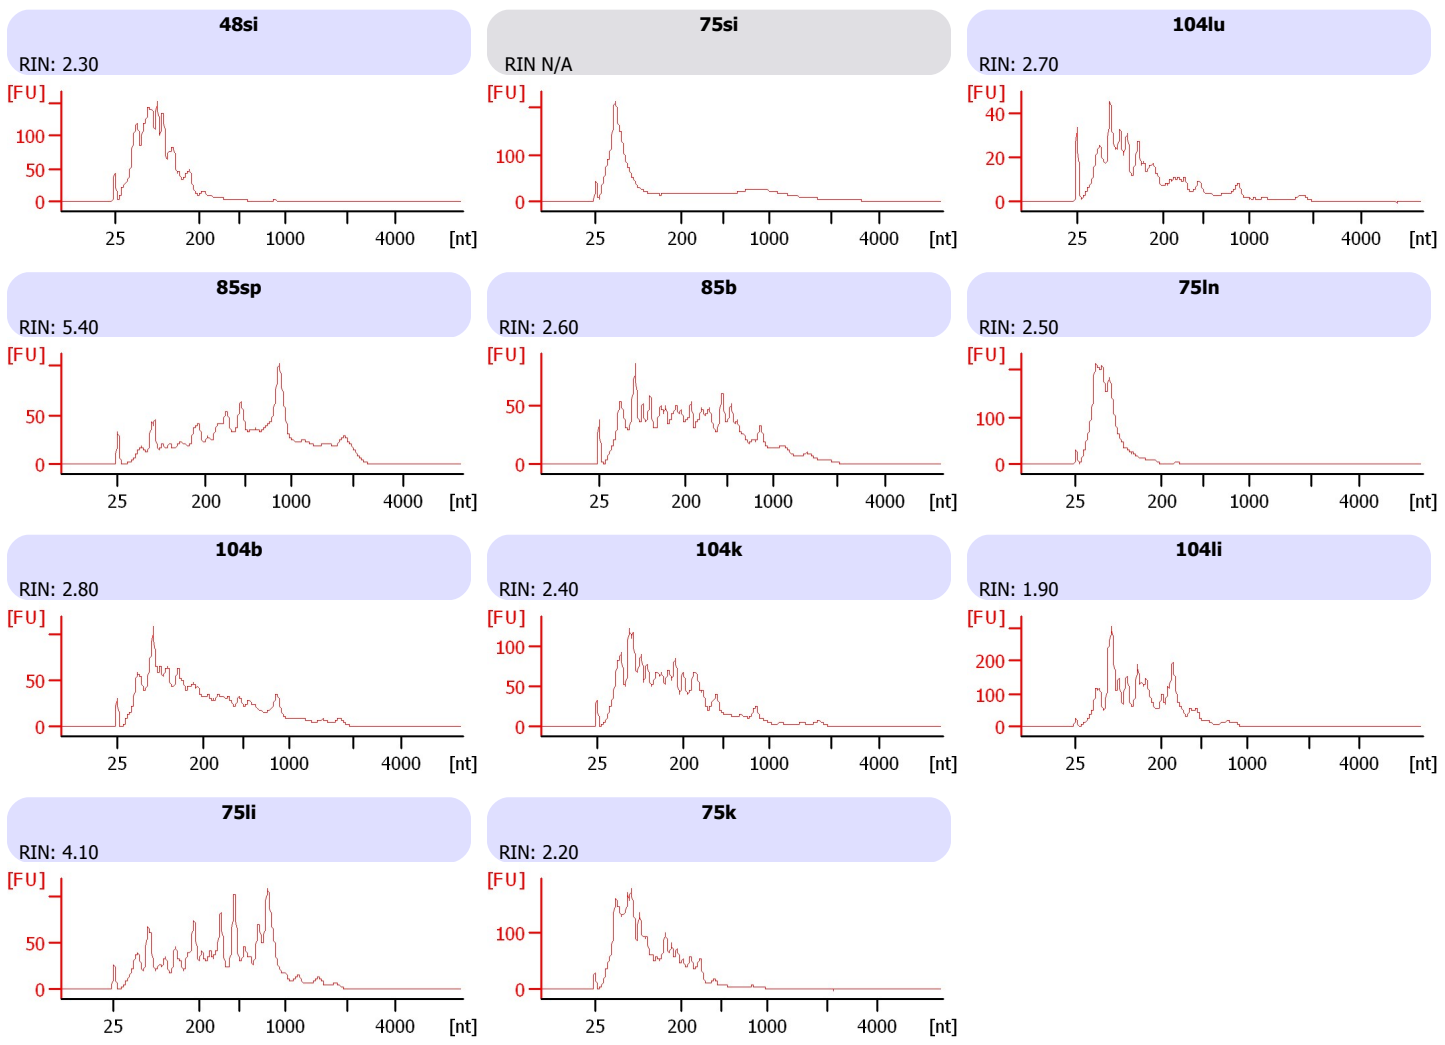 48si
RIN: 2.30
[FU]
100
50
0
25 200 1000 4000 [nt]
75si
RIN N/A
[FU]
100
0
25 200 1000 4000 [nt]
104lu
RIN: 2.70
[FU]
40
20
0
25 200 1000 4000 [nt]
85sp
RIN: 5.40
[FU]
50
0
25 200 1000 4000 [nt]
85b
RIN: 2.60
[FU]
50
0
25 200 1000 4000 [nt]
75ln
RIN: 2.50
[FU]
100
0
25 200 1000 4000 [nt]
104b
RIN: 2.80
[FU]
50
0
25 200 1000 4000 [nt]
104k
RIN: 2.40
[FU]
100
50
0
25 200 1000 4000 [nt]
104li
RIN: 1.90
[FU]
200
100
0
25 200 1000 4000 [nt]
75li
RIN: 4.10
[FU]
50
0
25 200 1000 4000 [nt]
75k
RIN: 2.20
[FU]
100
0
25 200 1000 4000 [nt]